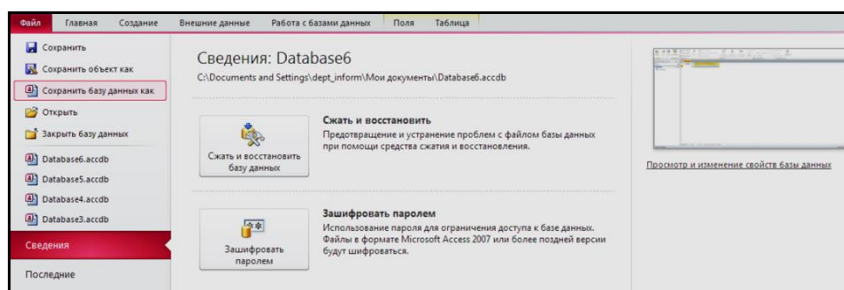 Файл Главная Создание Внешние данные Работа с базами данных Поля Таблица
Сохранить
Сохранить объект как
Сохранить базу данных как
Открыть
Закрыть базу данных
Database6.accdb
Database5.accdb
Database4.accdb
Database3.accdb
Сведения
Последние
Сведения: Database6
C:\Documents and Settings\dept_inform\Мои документы\Database6.accdb
Сжать и восстановить
базу данных
Сжать и восстановить
Предотвращение и устранение проблем с файлом базы данных
при помощи средства сжатия и восстановления.
Зашифровать
паролем
Зашифровать паролем
Использование пароля для ограничения доступа к базе данных.
Файлы в формате Microsoft Access 2007 или более поздней версии
будут шифроваться.
Просмотр и изменение свойств базы данных